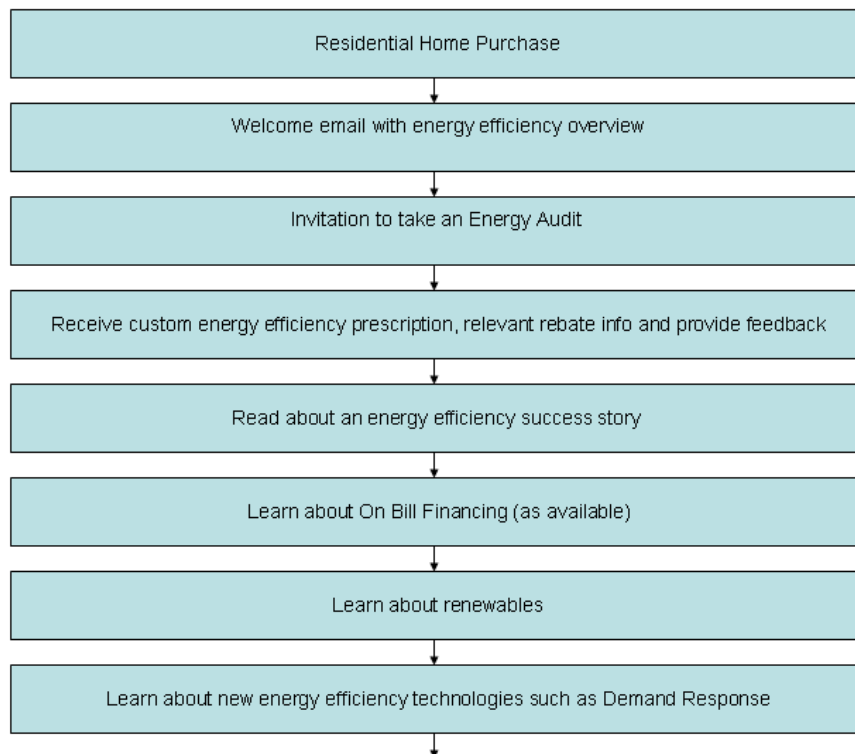 Residential Home Purchase
Welcome email with energy efficiency overview
Invitation to take an Energy Audit
Receive custom energy efficiency prescription, relevant rebate info and provide feedback
Read about an energy efficiency success story
Learn about On Bill Financing (as available)
Learn about renewables
Learn about new energy efficiency technologies such as Demand Response